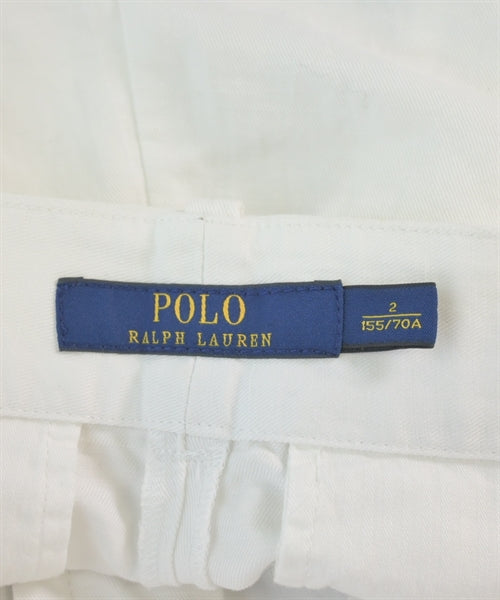 POLO
RALPH LAUREN
2
155/70A